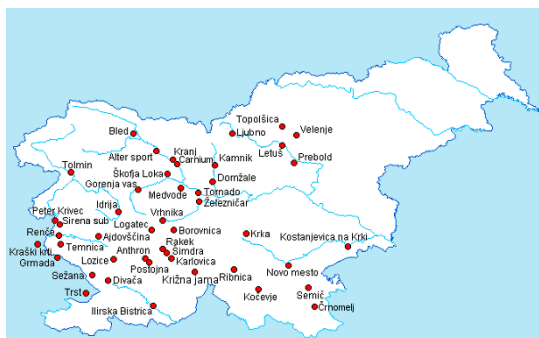 Topolšica
Ljubno
Velenje
Bled
Kranj
Alter sport
Carnium
Kamnik
Letuš
Prebold
Tolmin
Škofja Loka
Domžale
Gorenja vas
Medvode
Tornado
Železničar
Idrija
Peter Krivec
Sirena sub
Vrhnika
Logatec
Borovnica
Renče
Ajdovščina
Krka
Kostanjevica na Krki
Kraški krti
Temnica
Rakek
Anthron
Simdra
Grmada
Lozice
Karlovica
Postojna
Sežana
Divača
Križna jama
Ribnica
Novo mesto
Trst
Kočevje
Semič
Ilirska Bistrica
Črnomelj